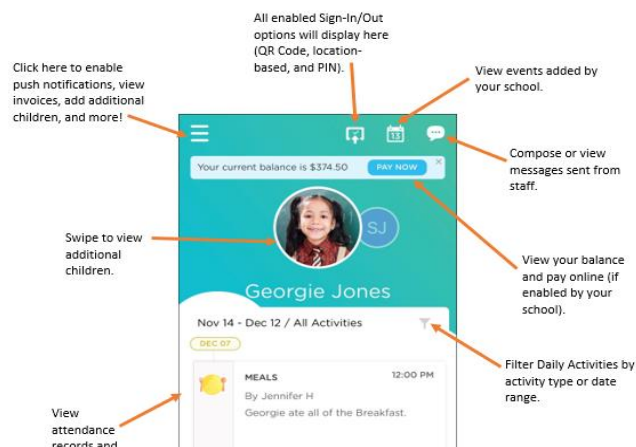 All enabled Sign-In/Out
options will display here
(QR Code, location-
based, and PIN).
Click here to enable
push notifications, view
invoices, add additional
children, and more!
View events added by
your school.
13
Compose or view
messages sent from
staff.
Your current balance is $374.50
PAY NOW
Swipe to view
additional
children.
SJ
View your balance
and pay online (if
enabled by your
school).
Georgie Jones
Nov 14 - Dec 12 / All Activities
DEC 07
Filter Daily Activities by
activity type or date
range.
MEALS 12:00 PM
By Jennifer H
Georgie ate all of the Breakfast.
View
attendance
records and